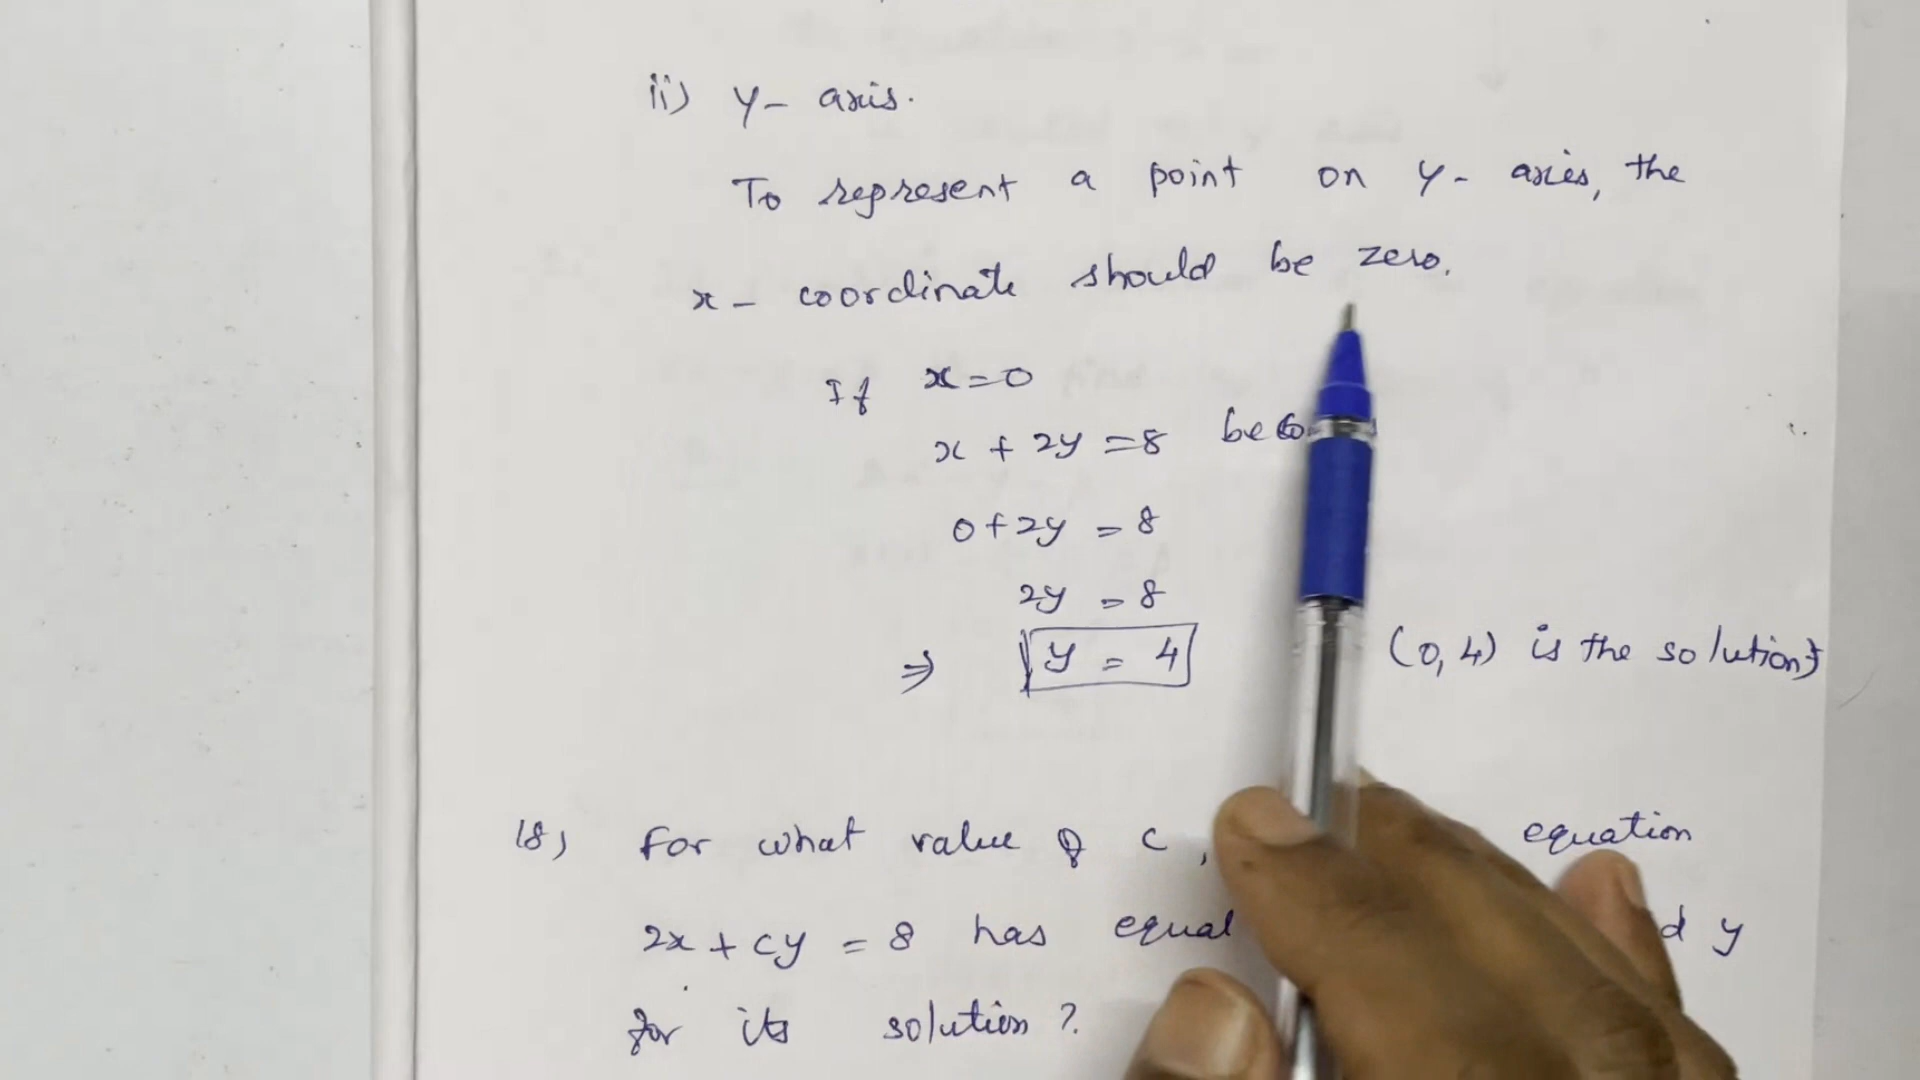 ii) y- axis.
To represent a point on y- axies, the
x- coordinate should be zero.
If x=0
x + 2y =8
0+2y = 8
2y = 8
⇒ y = 4 (0,4) is the solution}
18) For what value of c, equation
2x + cy = 8 has equal y
for its solution?